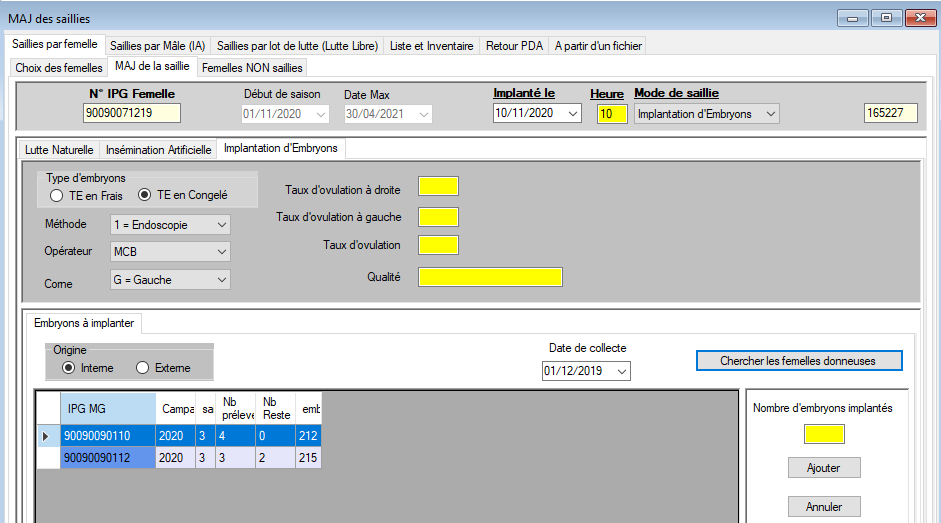 MAJ des saillies
Saillies par femelle Saillies par Mâle (IA) Saillies par lot de lutte (Lutte Libre) Liste et Inventaire Retour PDA A partir d'un fichier
Choix des femelles MAJ de la saillie Femelles NON saillies
N° IPG Femelle Début de saison Date Max Implanté le Heure Mode de saillie
90090071219 01/11/2020 30/04/2021 10/11/2020 10 Implantation d'Embryons 165227
Lutte Naturelle Insémination Artificielle Implantation d'Embryons
Type d'embryons
TE en Frais TE en Congelé
Taux d'ovulation à droite
Méthode 1 = Endoscopie
Taux d'ovulation à gauche
Opérateur MCB
Taux d'ovulation
Corne G = Gauche
Qualité
Embryons à implanter
Origine
Interne Externe
Date de collecte
01/12/2019
Chercher les femelles donneuses
IPG MG Campa sa Nb préleve Nb Reste emb
90090090110 2020 3 4 0 212
90090090112 2020 3 3 2 215
Nombre d'embryons implantés
Ajouter
Annuler